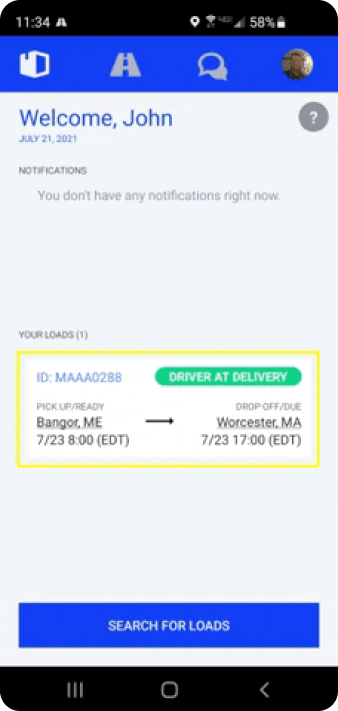 11:34
58%
Welcome, John
JULY 21, 2021
?
NOTIFICATIONS
You don't have any notifications right now.
YOUR LOADS (1)
ID: MAAA0288 DRIVER AT DELIVERY
PICK UP/READY DROP OFF/DUE
Bangor, ME Worcester, MA
7/23 8:00 (EDT) 7/23 17:00 (EDT)
SEARCH FOR LOADS